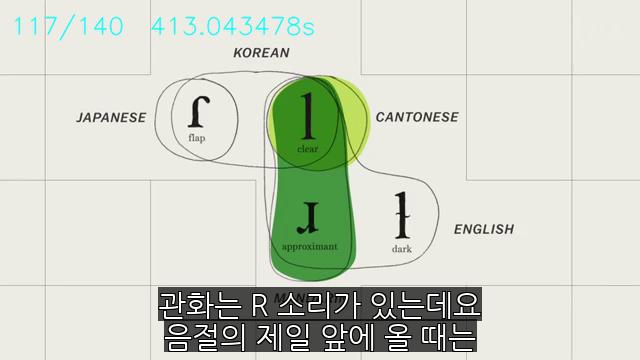 117/140 413.043478s
KOREAN
JAPANESE
ɾ
l
CANTONESE
flap
clear
ɹ
ɫ
ENGLISH
approximant
dark
관화는 R 소리가 있는데요
음절의 제일 앞에 올 때는